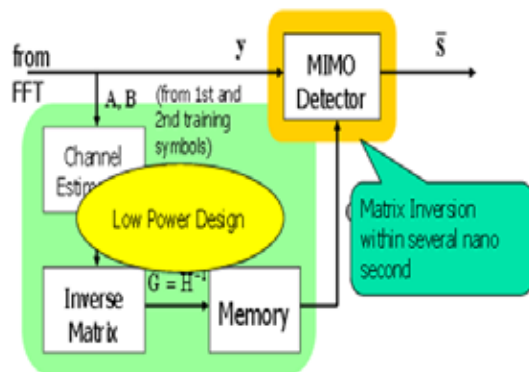 from
FFT
y
s̅
MIMO
Detector
A, B
(from 1st and
2nd training
symbols)
Channel
Low Power Design
Matrix Inversion
within several nano
second
G = H⁻¹
Inverse
Matrix
Memory